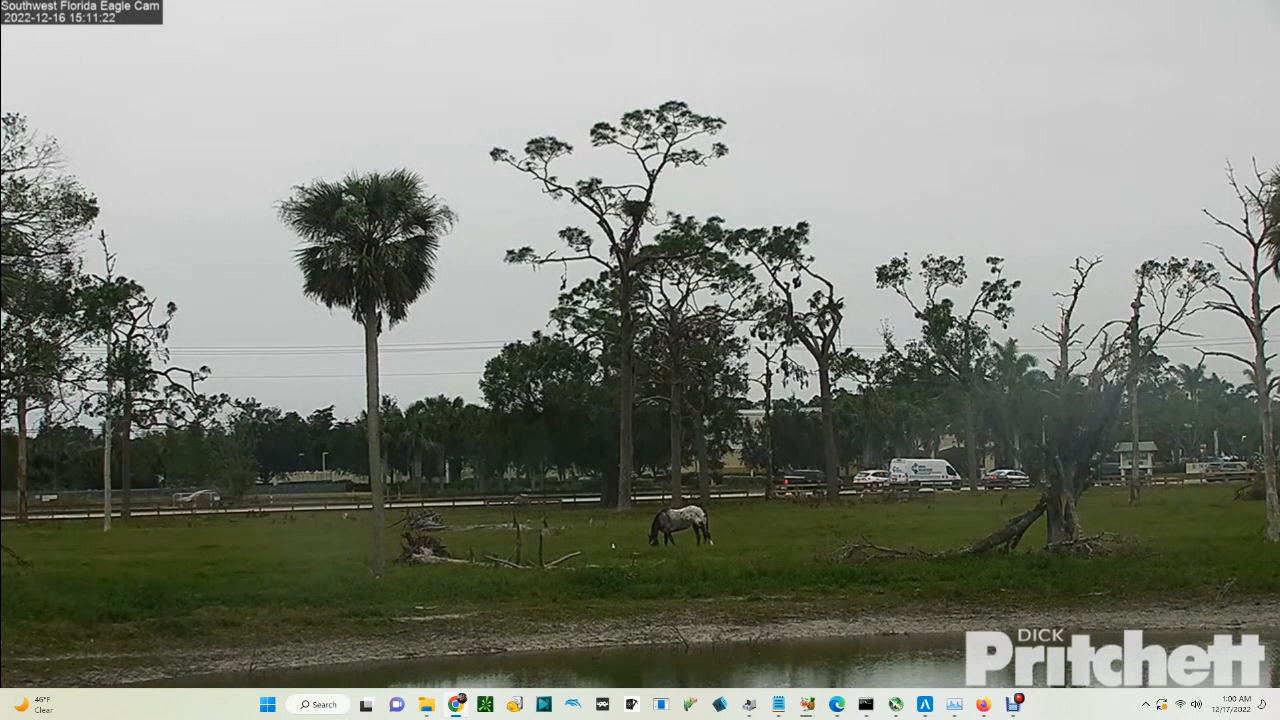 Southwest Florida Eagle Cam
2022-12-16 15:11:22
DICK
Pritchett
46°F
Clear
Search
1:00 AM
12/17/2022